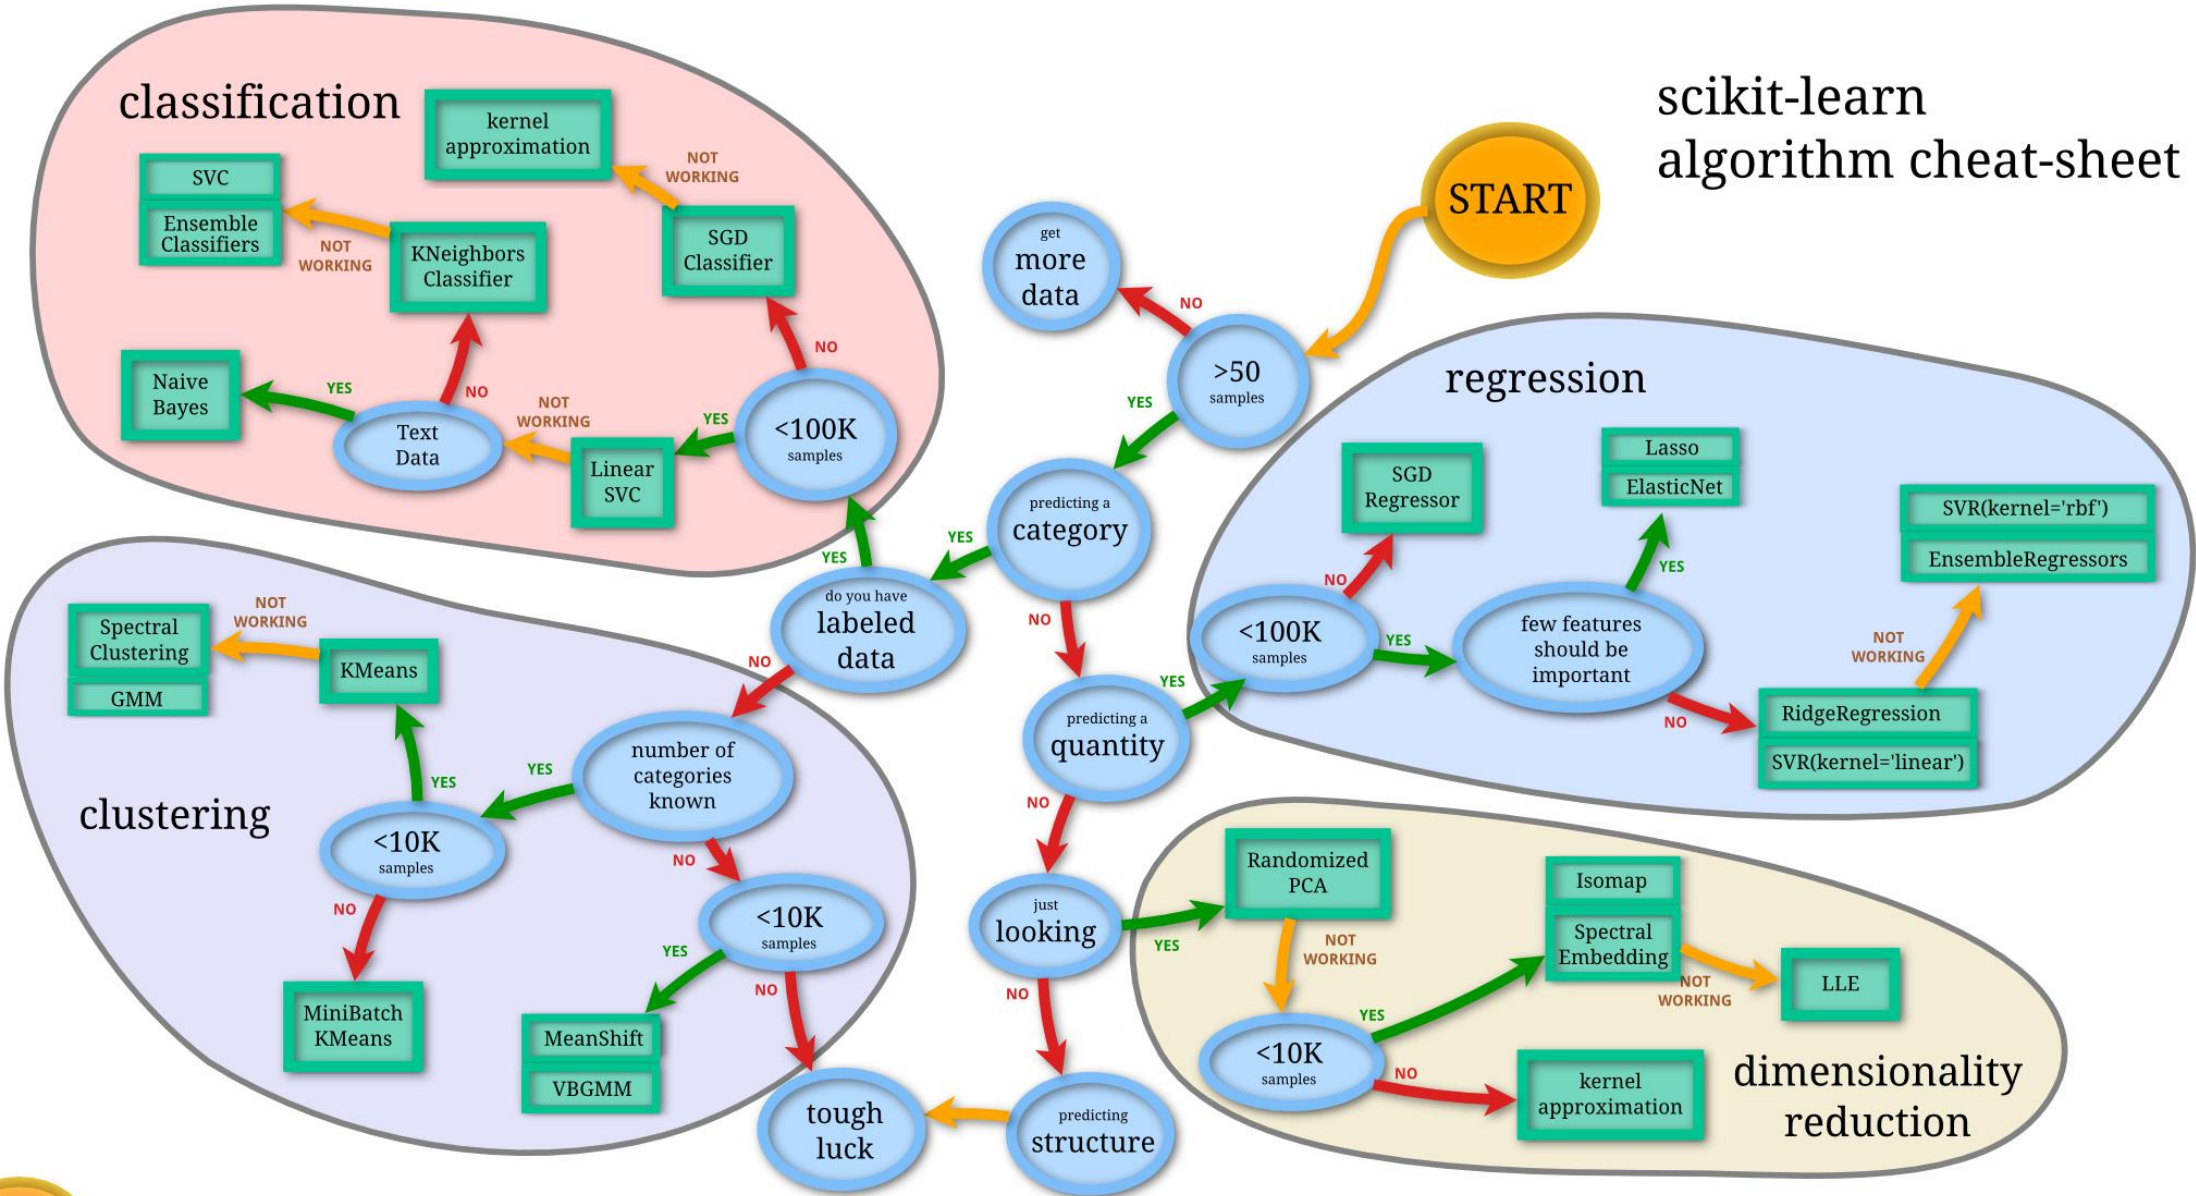 scikit-learn
algorithm cheat-sheet
START
>50
samples
NO
get
more
data
YES
predicting a
category
YES
do you have
labeled
data
YES
NO
NO
predicting a
quantity
YES
NO
just
looking
YES
NO
predicting
structure
tough
luck
classification
kernel
approximation
NOT
WORKING
SGD
Classifier
NO
<100K
samples
YES
Linear
SVC
NOT
WORKING
Text
Data
YES
Naive
Bayes
NO
KNeighbors
Classifier
NOT
WORKING
SVC
Ensemble
Classifiers
clustering
number of
categories
known
YES
<10K
samples
YES
KMeans
NOT
WORKING
Spectral
Clustering
GMM
NO
MiniBatch
KMeans
NO
<10K
samples
YES
MeanShift
VBGMM
NO
regression
<100K
samples
NO
SGD
Regressor
YES
few features
should be
important
YES
Lasso
ElasticNet
NO
RidgeRegression
SVR(kernel='linear')
NOT
WORKING
SVR(kernel='rbf')
EnsembleRegressors
dimensionality
reduction
Randomized
PCA
NOT
WORKING
<10K
samples
YES
Isomap
Spectral
Embedding
NOT
WORKING
LLE
NO
kernel
approximation